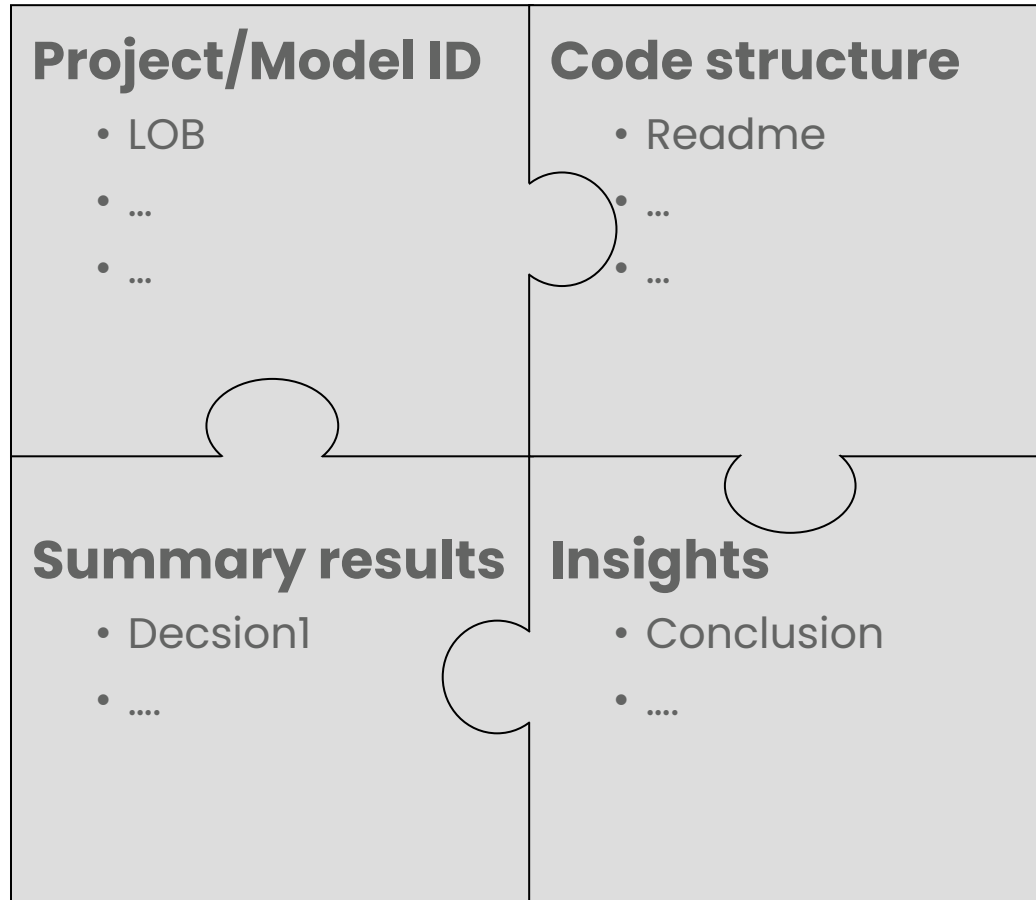 Project/Model ID
• LOB
• ...
• ...
Code structure
• Readme
• ...
• ...
Summary results
• Decsion1
• ....
Insights
• Conclusion
• ....